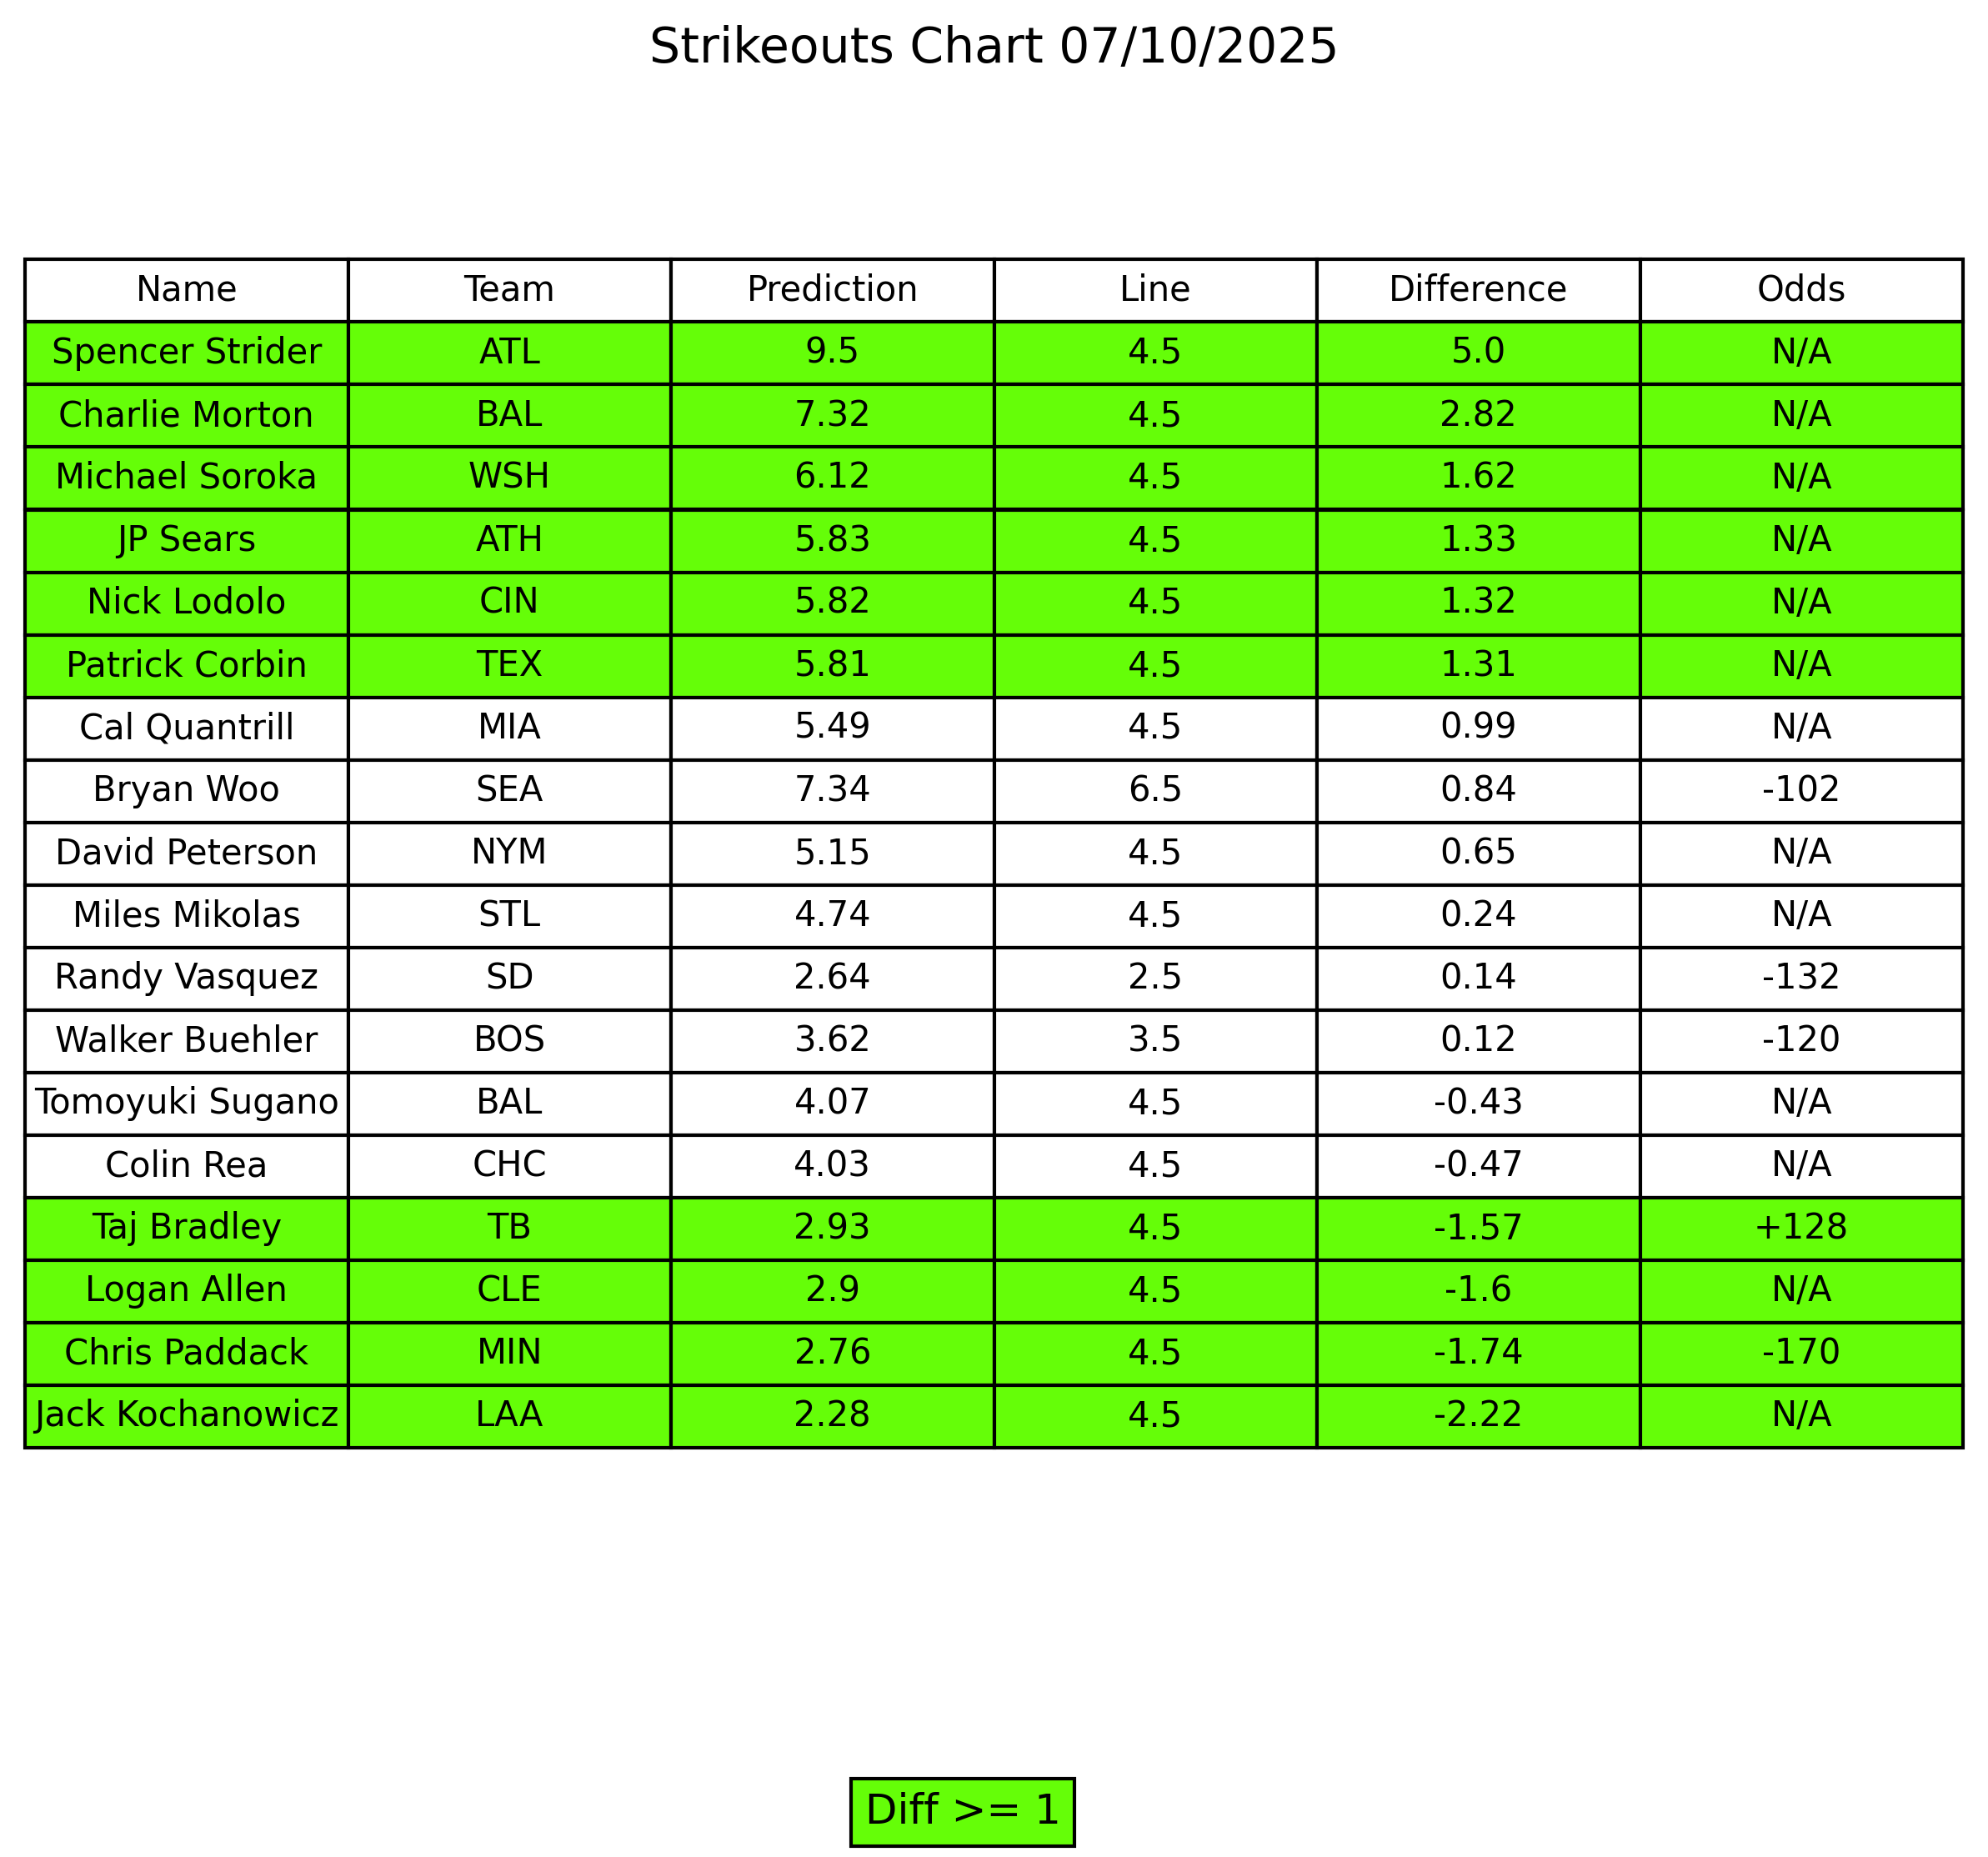 Strikeouts Chart 07/10/2025
Name Team Prediction Line Difference Odds
Spencer Strider ATL 9.5 4.5 5.0 N/A
Charlie Morton BAL 7.32 4.5 2.82 N/A
Michael Soroka WSH 6.12 4.5 1.62 N/A
JP Sears ATH 5.83 4.5 1.33 N/A
Nick Lodolo CIN 5.82 4.5 1.32 N/A
Patrick Corbin TEX 5.81 4.5 1.31 N/A
Cal Quantrill MIA 5.49 4.5 0.99 N/A
Bryan Woo SEA 7.34 6.5 0.84 -102
David Peterson NYM 5.15 4.5 0.65 N/A
Miles Mikolas STL 4.74 4.5 0.24 N/A
Randy Vasquez SD 2.64 2.5 0.14 -132
Walker Buehler BOS 3.62 3.5 0.12 -120
Tomoyuki Sugano BAL 4.07 4.5 -0.43 N/A
Colin Rea CHC 4.03 4.5 -0.47 N/A
Taj Bradley TB 2.93 4.5 -1.57 +128
Logan Allen CLE 2.9 4.5 -1.6 N/A
Chris Paddack MIN 2.76 4.5 -1.74 -170
Jack Kochanowicz LAA 2.28 4.5 -2.22 N/A
Diff >= 1